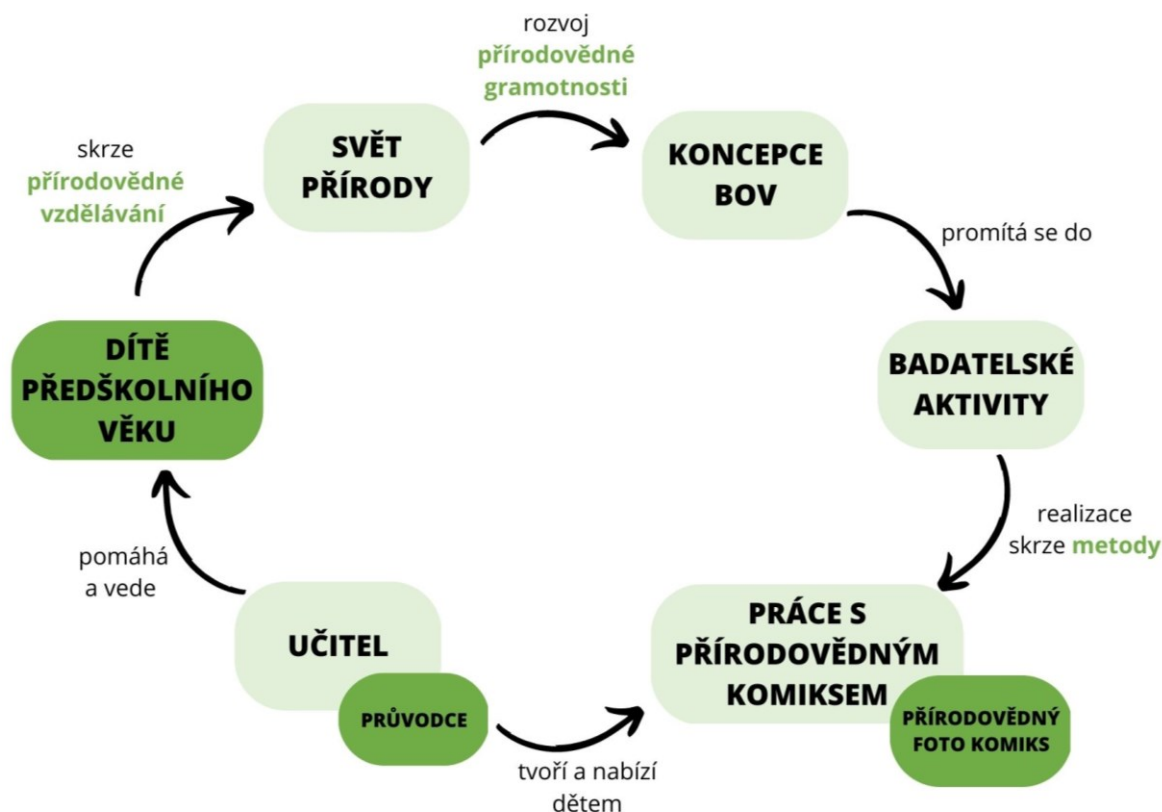 rozvoj
přírodovědné
gramotnosti
SVĚT
PŘÍRODY
KONCEPCE
BOV
skrze
přírodovědné
vzdělávání
promítá se do
DÍTĚ
PŘEDŠKOLNÍHO
VĚKU
BADATELSKÉ
AKTIVITY
realizace
skrze metody
pomáhá
a vede
UČITEL
PRŮVODCE
PRÁCE S
PŘÍRODOVĚDNÝM
KOMIKSEM
PŘÍRODOVĚDNÝ
FOTO KOMIKS
tvoří a nabízí
dětem